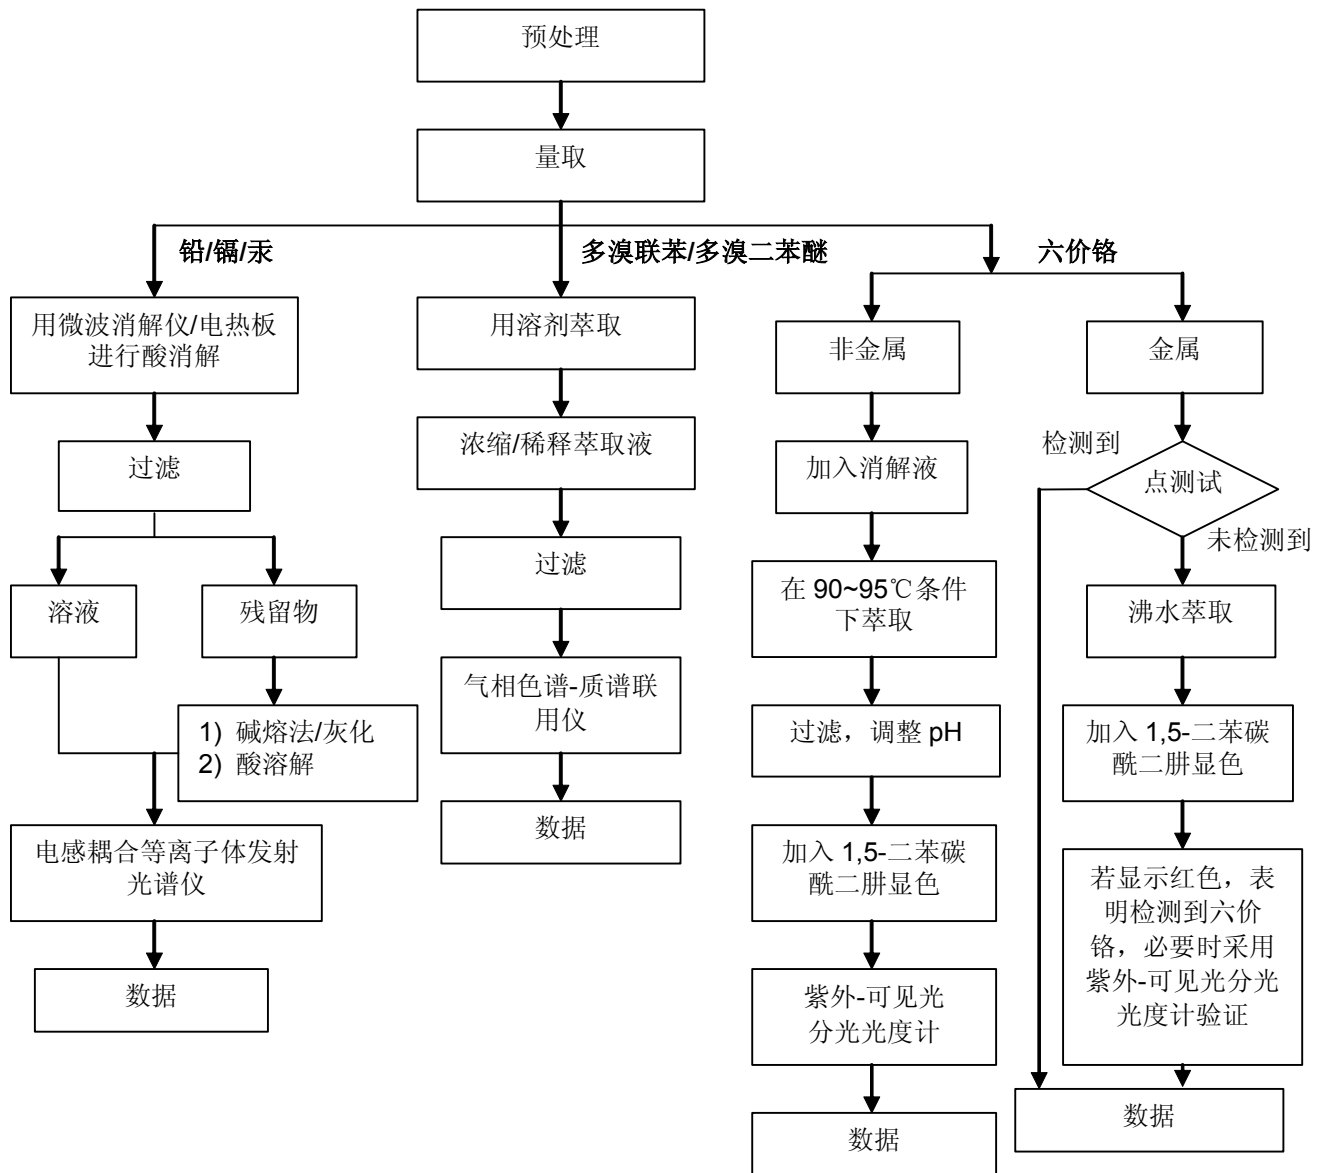 预处理
量取
铅/镉/汞
多溴联苯/多溴二苯醚
六价铬
用微波消解仪/电热板
进行酸消解
过滤
溶液
残留物
1) 碱熔法/灰化
2) 酸溶解
电感耦合等离子体发射
光谱仪
数据
用溶剂萃取
浓缩/稀释萃取液
过滤
气相色谱-质谱联
用仪
数据
非金属
加入消解液
在 90~95℃条件
下萃取
过滤，调整 pH
加入 1,5-二苯碳
酰二肼显色
紫外-可见光
分光光度计
数据
金属
检测到
点测试
未检测到
沸水萃取
加入 1,5-二苯碳
酰二肼显色
若显示红色，表
明检测到六价
铬，必要时采用
紫外-可见光分光
光度计验证
数据